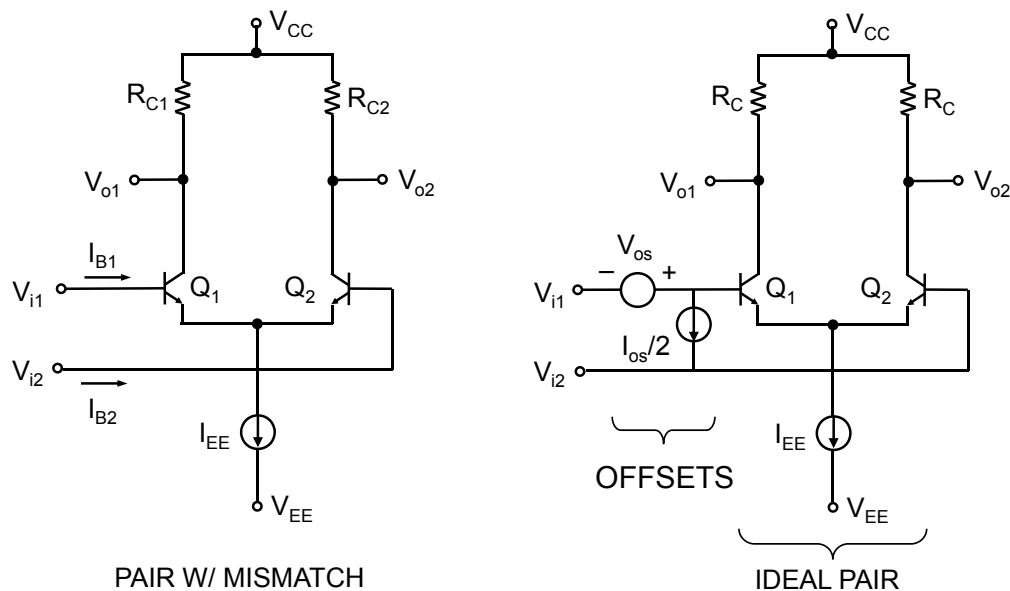 V_CC
R_C1
R_C2
V_o1
V_o2
I_B1
V_i1
Q_1
Q_2
V_i2
I_B2
I_EE
V_EE
PAIR W/ MISMATCH
V_CC
R_C
R_C
V_o1
V_o2
V_os
− +
V_i1
Q_1
Q_2
I_os/2
V_i2
I_EE
OFFSETS
V_EE
IDEAL PAIR